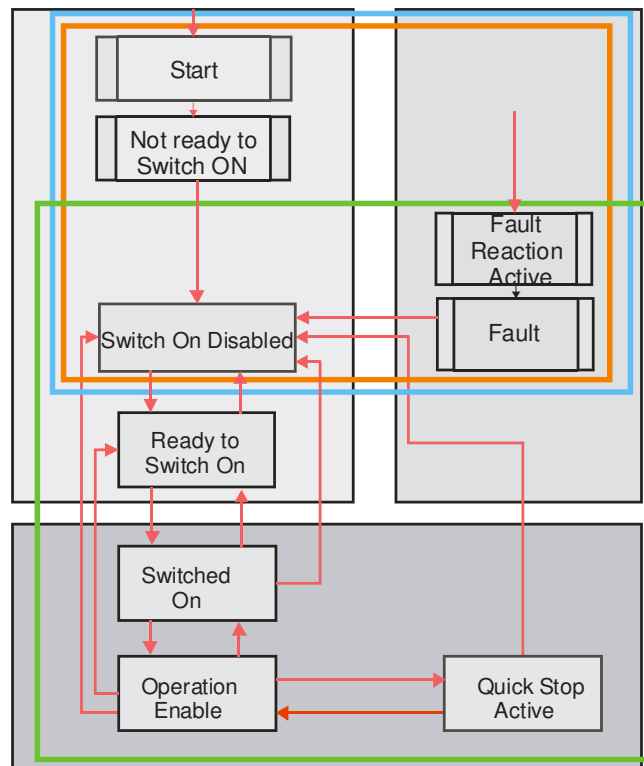 Start
Not ready to
Switch ON
Fault
Reaction
Active
Switch On Disabled
Fault
Ready to
Switch On
Switched
On
Operation
Enable
Quick Stop
Active